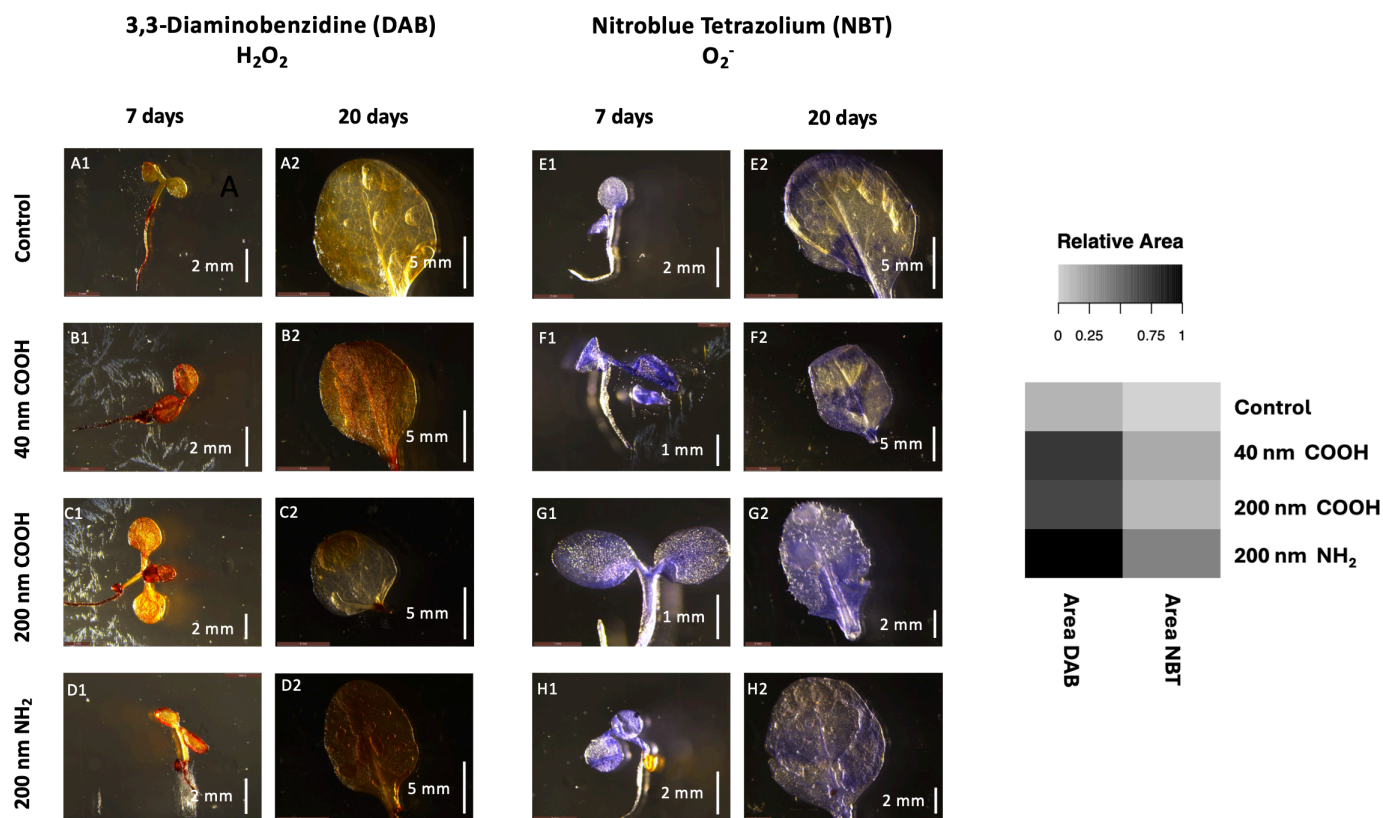 3,3-Diaminobenzidine (DAB)
H₂O₂
Nitroblue Tetrazolium (NBT)
O₂⁻
7 days
20 days
7 days
20 days
Control
A1
A
2 mm
A2
5 mm
E1
2 mm
E2
5 mm
40 nm COOH
B1
2 mm
B2
5 mm
F1
1 mm
F2
5 mm
200 nm COOH
C1
2 mm
C2
5 mm
G1
1 mm
G2
2 mm
200 nm NH₂
D1
2 mm
D2
5 mm
H1
2 mm
H2
2 mm
Relative Area
0 0.25 0.75 1
Control
40 nm COOH
200 nm COOH
200 nm NH₂
Area DAB
Area NBT